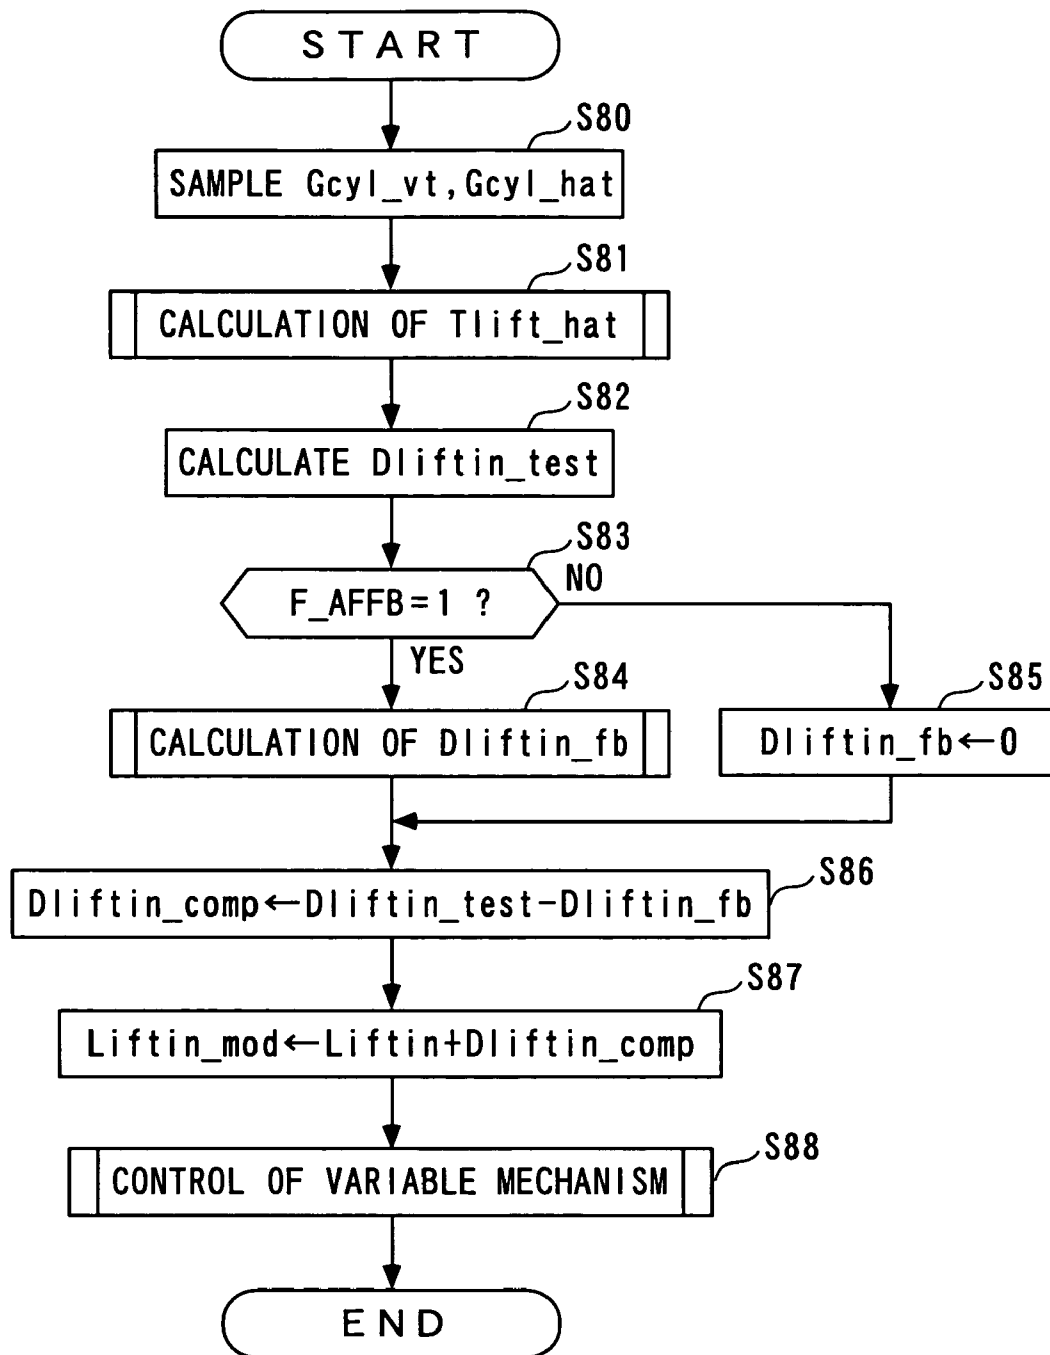 START
S80
SAMPLE Gcyl_vt,Gcyl_hat
S81
CALCULATION OF Tlift_hat
S82
CALCULATE Dliftin_test
S83
F_AFFB=1 ?
NO
YES
S84
CALCULATION OF Dliftin_fb
S85
Dliftin_fb←0
S86
Dliftin_comp←Dliftin_test-Dliftin_fb
S87
Liftin_mod←Liftin+Dliftin_comp
S88
CONTROL OF VARIABLE MECHANISM
END